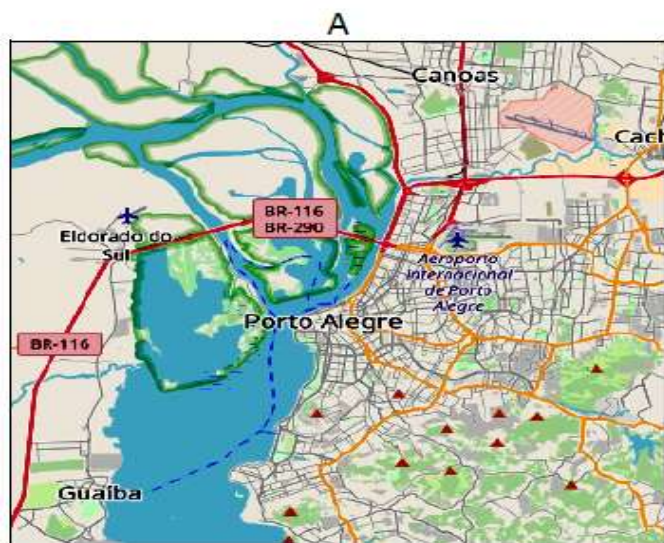 A
Canoas
Cach
BR-116
BR-290
Eldorado do
Sul
Aeroporto
Internacional
de Porto
Alegre
Porto Alegre
BR-116
Guaíba